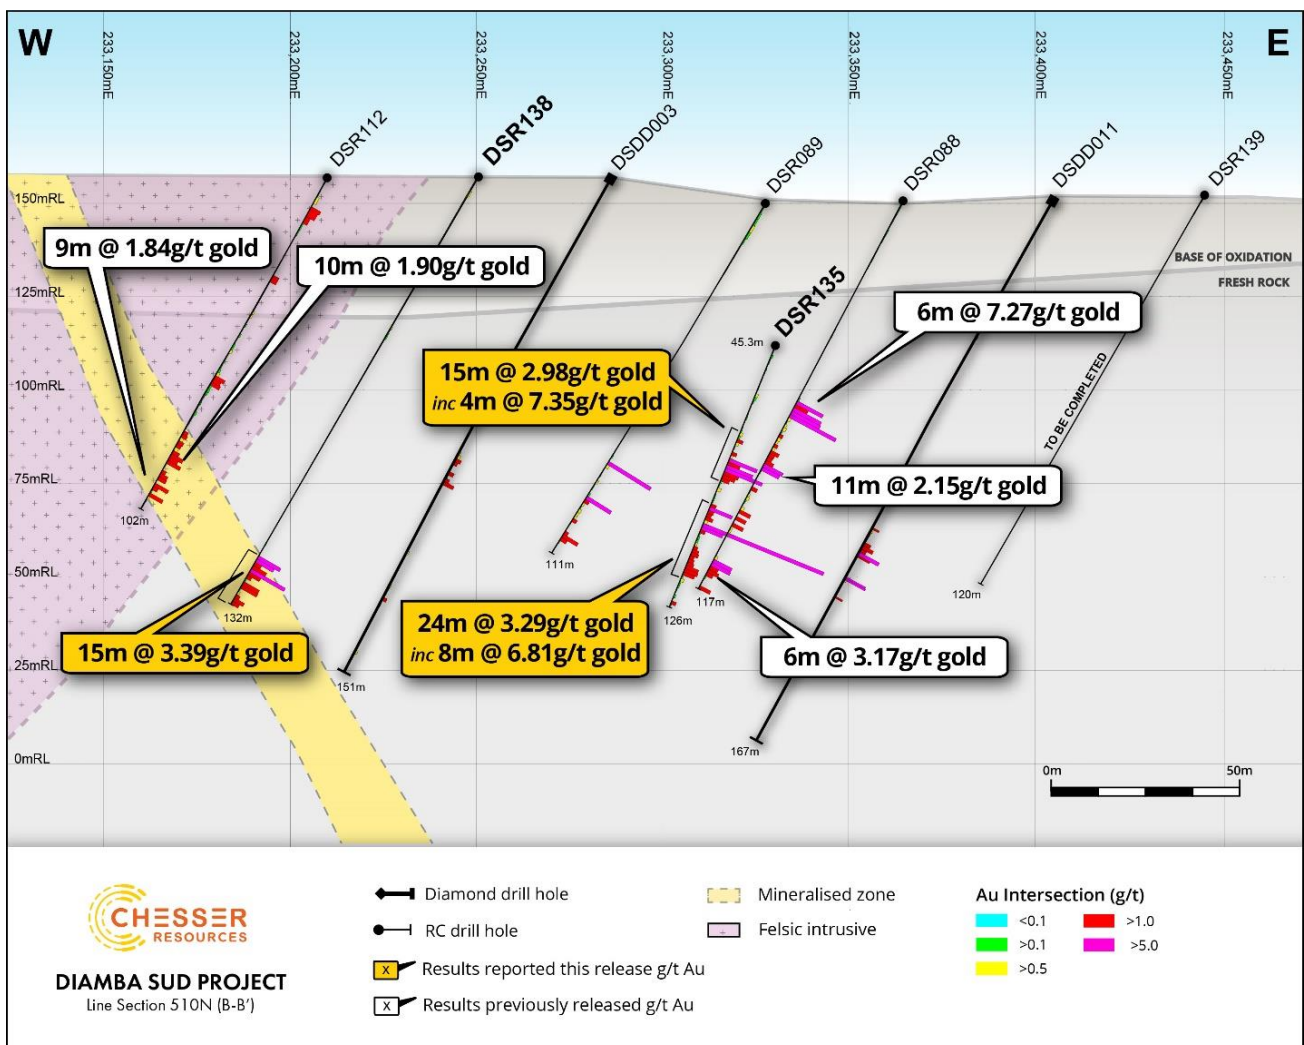 W
E
233,150mE
233,200mE
233,250mE
233,300mE
233,350mE
233,400mE
233,450mE
DSR112
DSR138
DSDD003
DSR089
DSR088
DSDD011
DSR139
150mRL
9m @ 1.84g/t gold
10m @ 1.90g/t gold
BASE OF OXIDATION
FRESH ROCK
125mRL
6m @ 7.27g/t gold
DSR135
45.3m
15m @ 2.98g/t gold
inc 4m @ 7.35g/t gold
TO BE COMPLETED
100mRL
75mRL
11m @ 2.15g/t gold
102m
111m
50mRL
120m
117m
126m
132m
24m @ 3.29g/t gold
inc 8m @ 6.81g/t gold
15m @ 3.39g/t gold
6m @ 3.17g/t gold
25mRL
151m
167m
0mRL
0m
50m
CHESSER
RESOURCES
DIAMBA SUD PROJECT
Line Section 510N (B-B')
Diamond drill hole
RC drill hole
X Results reported this release g/t Au
X Results previously released g/t Au
Mineralised zone
Felsic intrusive
Au Intersection (g/t)
<0.1
>0.1
>0.5
>1.0
>5.0